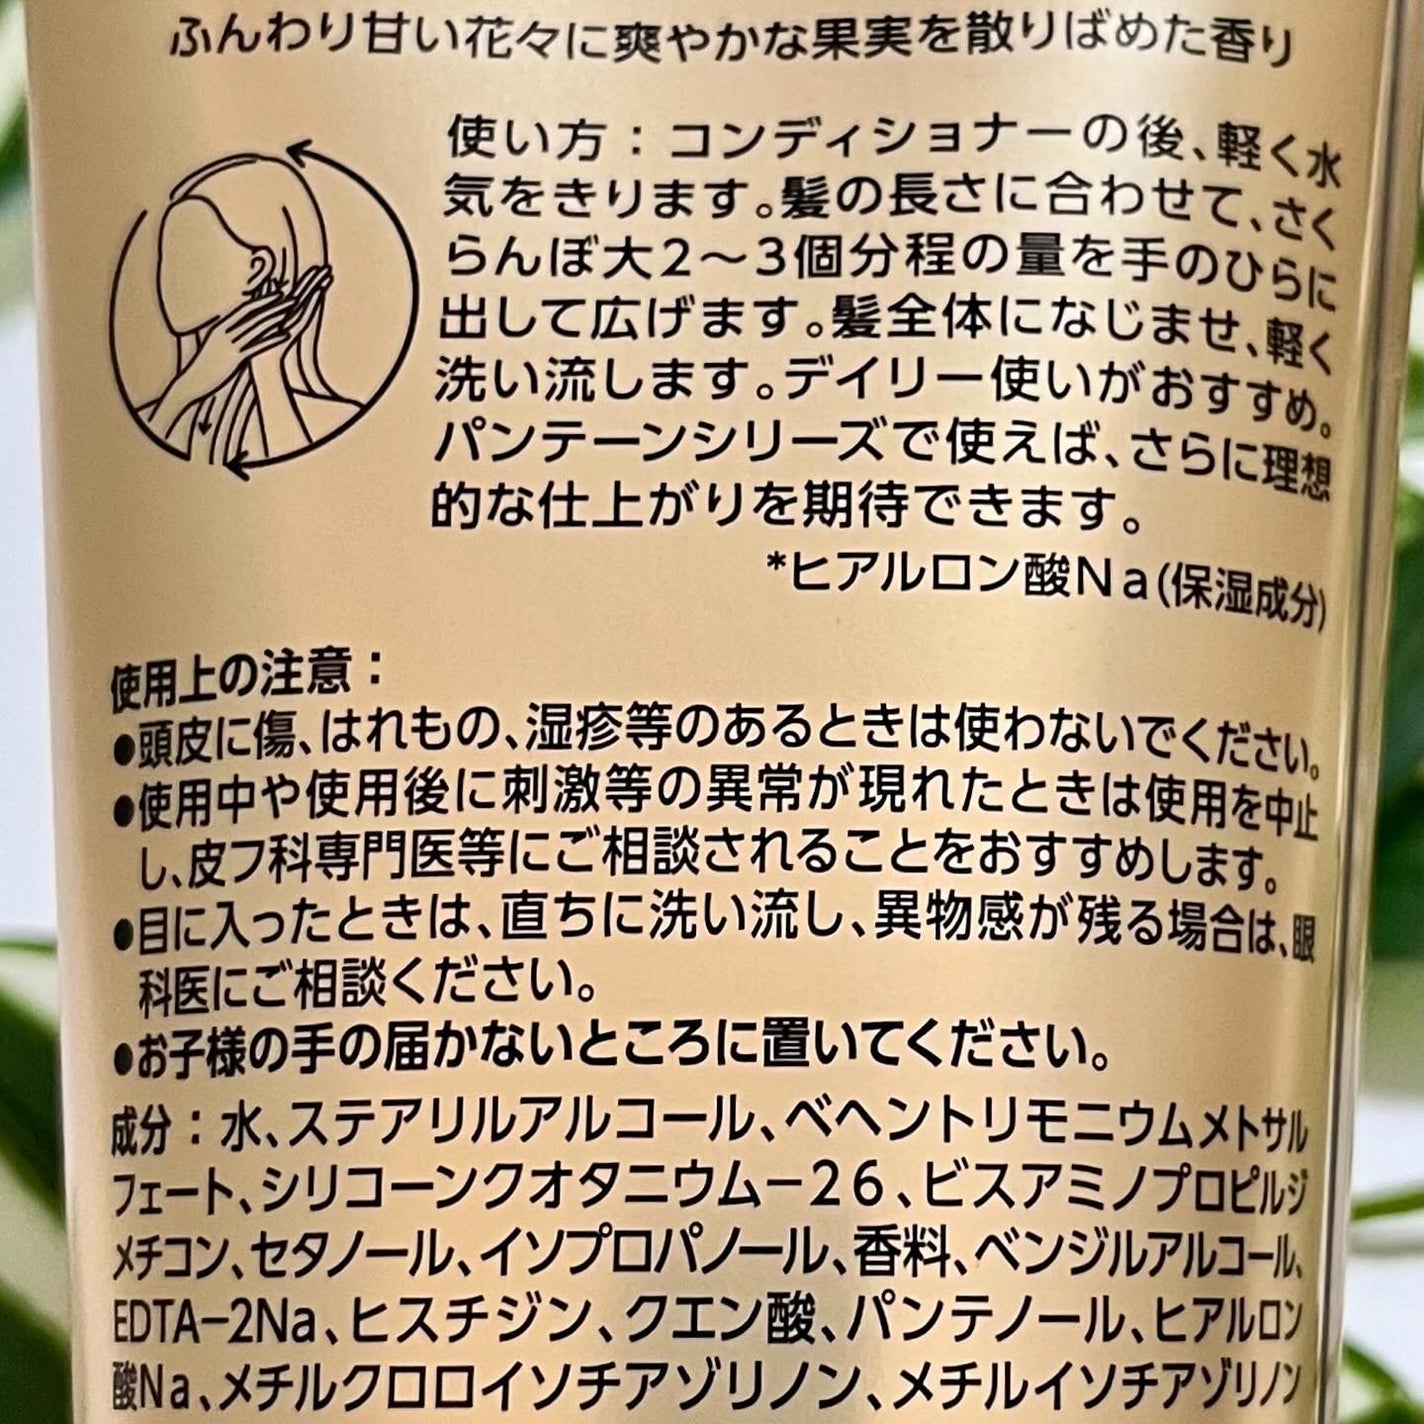 ふんわり甘い花々に爽やかな果実を散りばめた香り
使い方：コンディショナーの後、軽く水
気をきります。髪の長さに合わせて、さく
らんぼ大2〜3個分程の量を手のひらに
出して広げます。髪全体になじませ、軽く
洗い流します。デイリー使いがおすすめ。
パンテーンシリーズで使えば、さらに理想
的な仕上がりを期待できます。
*ヒアルロン酸Na(保湿成分)
使用上の注意：
●頭皮に傷、はれもの、湿疹等のあるときは使わないでください。
●使用中や使用後に刺激等の異常が現れたときは使用を中止
し、皮フ科専門医等にご相談されることをおすすめします。
●目に入ったときは、直ちに洗い流し、異物感が残る場合は、眼
科医にご相談ください。
●お子様の手の届かないところに置いてください。
成分：水、ステアリルアルコール、ベヘントリモニウムメトサル
フェート、シリコーンクオタニウム−26、ビスアミノプロピルジ
メチコン、セタノール、イソプロパノール、香料、ベンジルアルコール、
EDTA−2Na、ヒスチジン、クエン酸、パンテノール、ヒアルロン
酸Na、メチルクロロイソチアゾリノン、メチルイソチアゾリノン